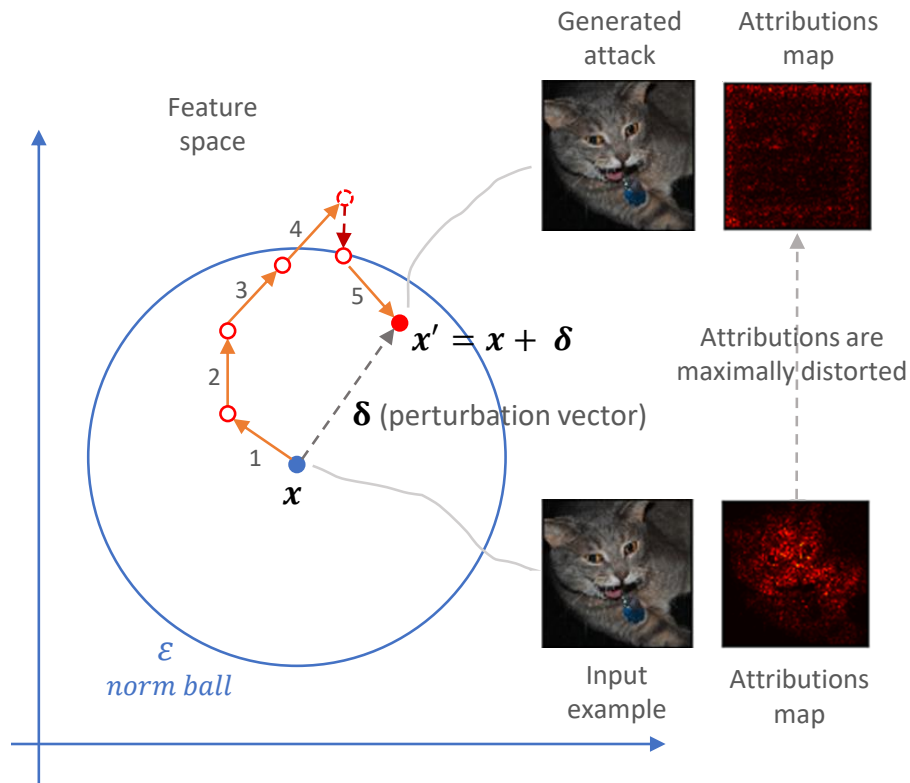 Generated
attack
Attributions
map
Feature
space
4
3
5
2
1
x′ = x + δ
δ (perturbation vector)
x
Attributions are
maximally distorted
ε
norm ball
Input
example
Attributions
map